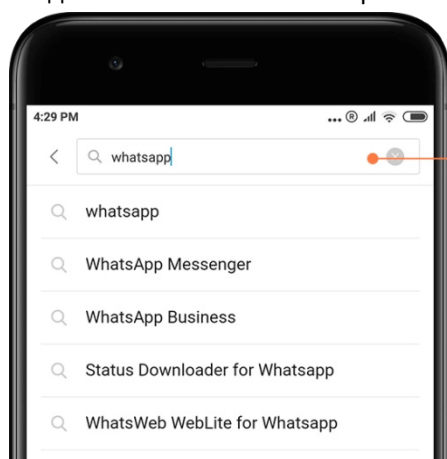 4:29 PM
whatsapp
whatsapp
WhatsApp Messenger
WhatsApp Business
Status Downloader for Whatsapp
WhatsWeb WebLite for Whatsapp